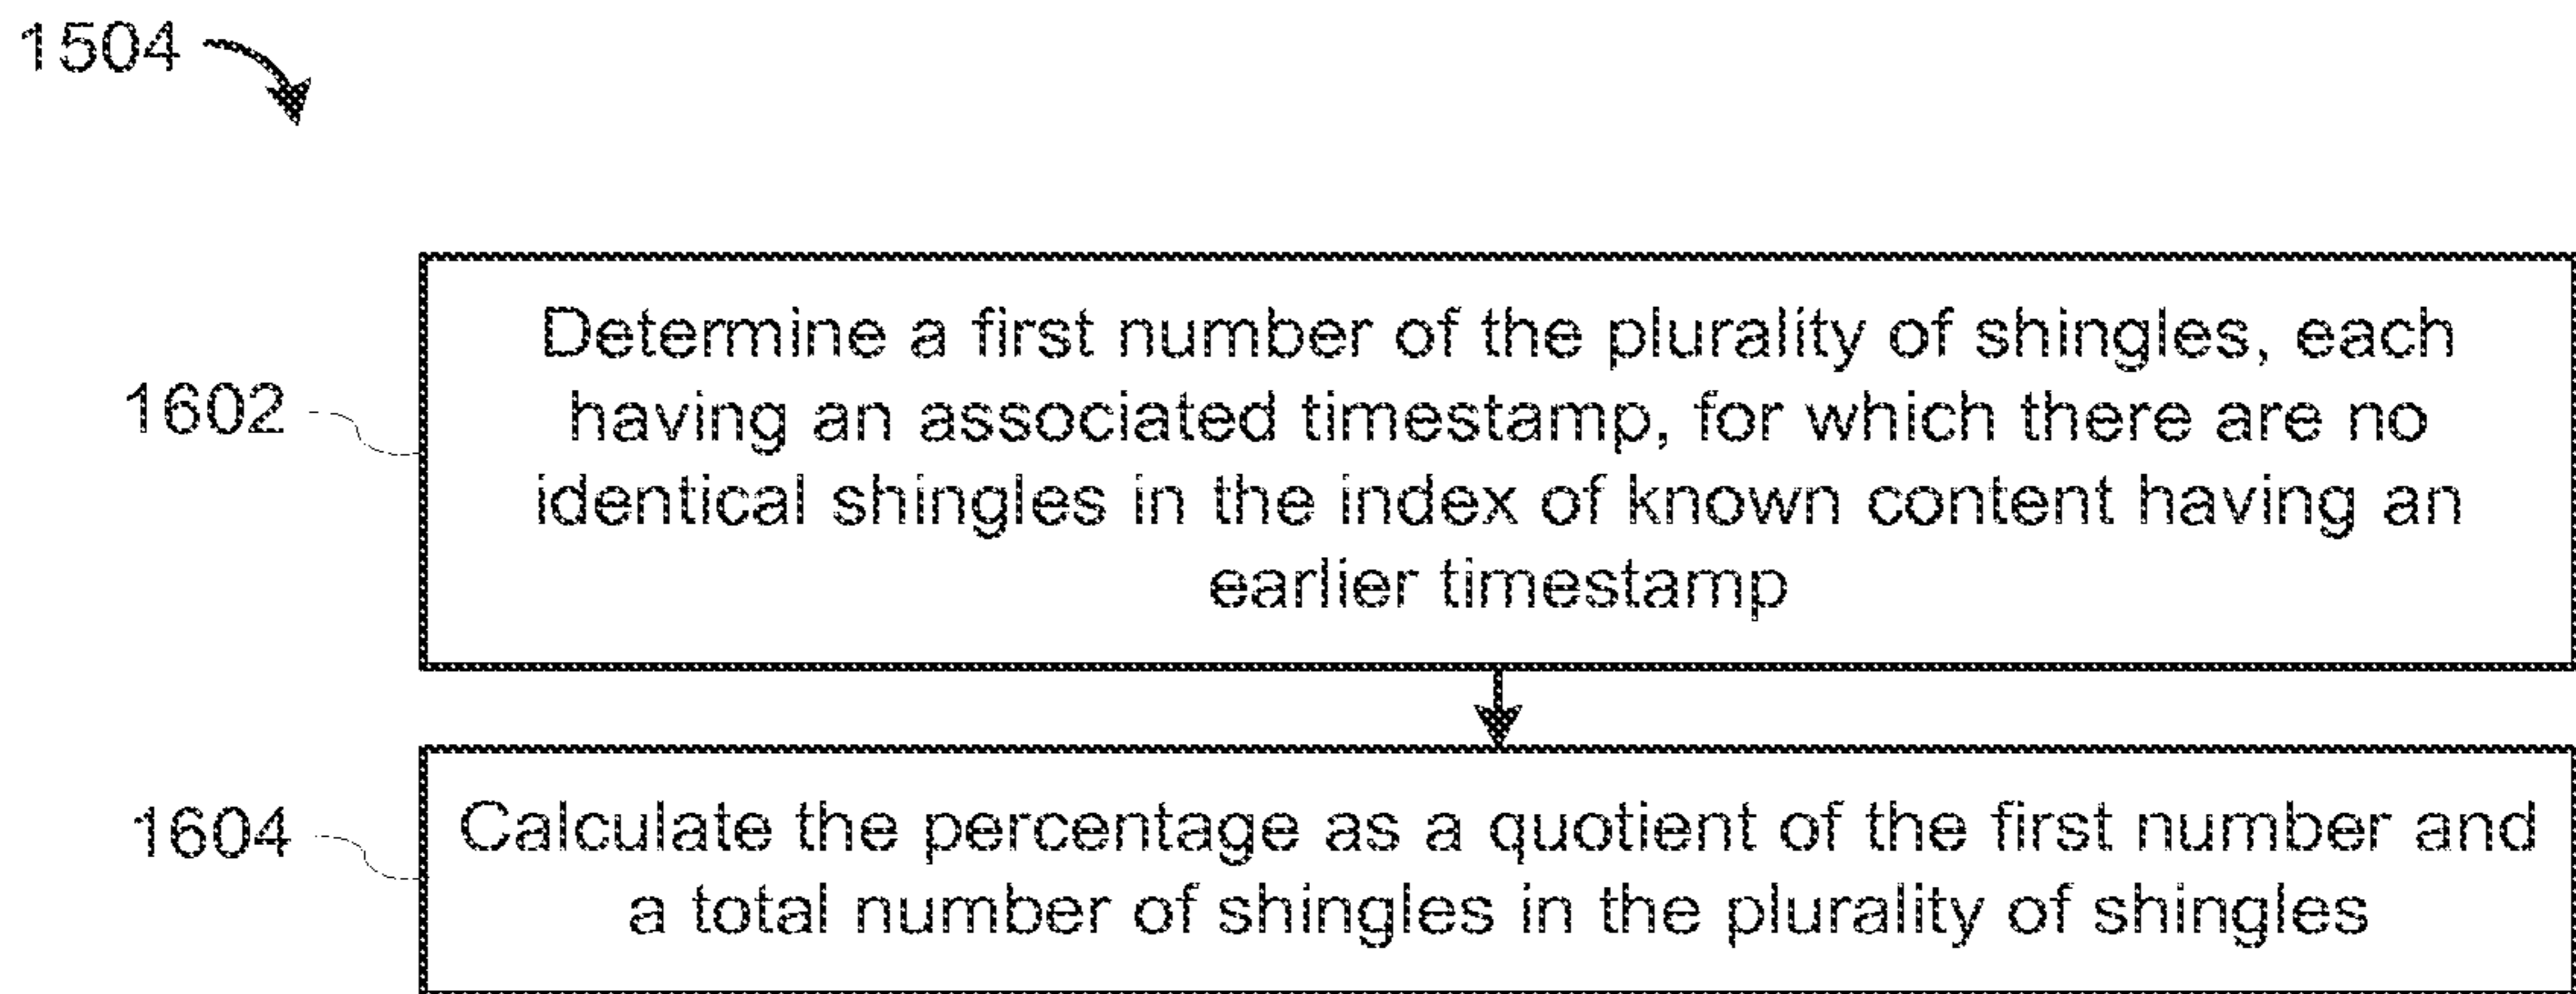 1504
Determine a first number of the plurality of shingles, each
1602
having an associated timestamp, for which there are no
identical shingles in the index of known content having an
earlier timestamp
1604
Calculate the percentage as a quotient of the first number and
a total number of shingles in the plurality of shingles